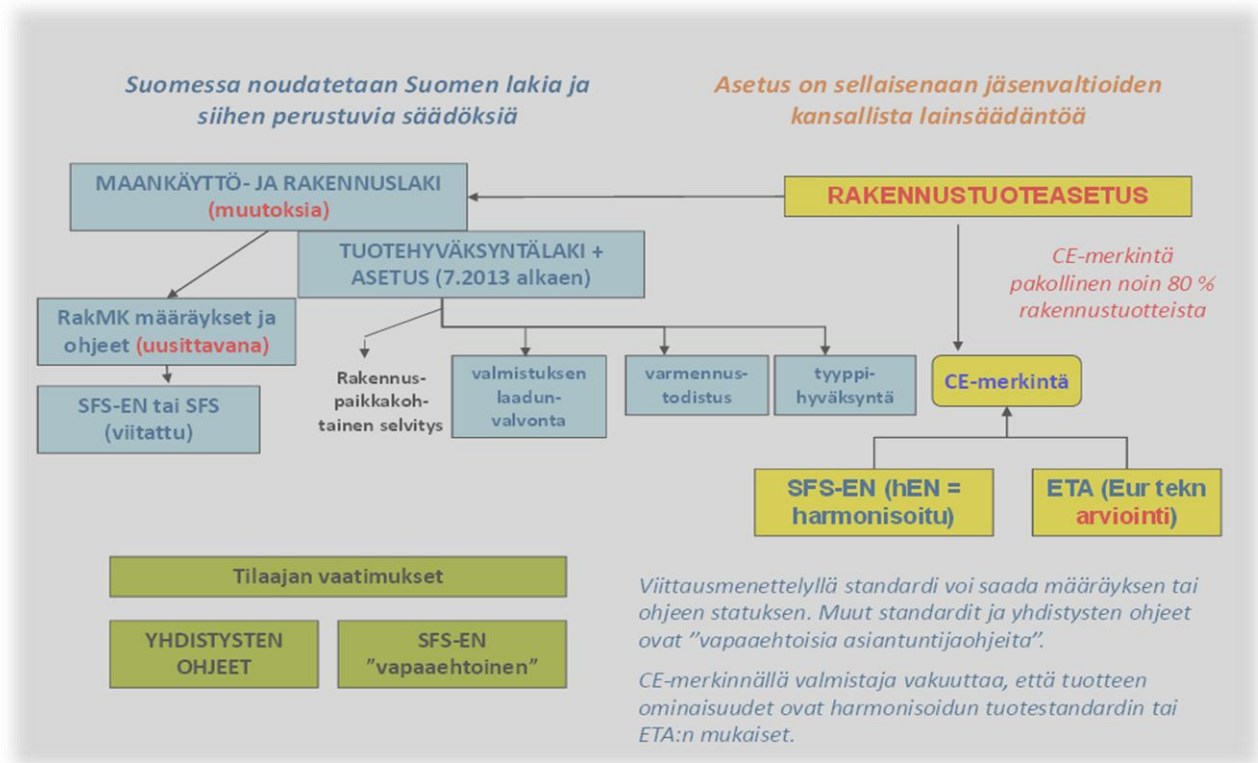 Suomessa noudatetaan Suomen lakia ja
siihen perustuvia säädöksiä
Asetus on sellaisenaan jäsenvaltioiden
kansallista lainsäädäntöä
MAANKÄYTTÖ- JA RAKENNUSLAKI
(muutoksia)
RAKENNUSTUOTEASETUS
TUOTEHYVÄKSYNTÄLAKI +
ASETUS (7.2013 alkaen)
CE-merkintä
pakollinen noin 80 %
rakennustuotteista
RakMK määräykset ja
ohjeet (uusittavana)
Rakennus-
paikkakoh-
tainen selvitys
valmistuksen
laadun-
valvonta
varmennus-
todistus
tyyppi-
hyväksyntä
CE-merkintä
SFS-EN tai SFS
(viitattu)
SFS-EN (hEN =
harmonisoitu)
ETA (Eur tekn
arviointi)
Tilaajan vaatimukset
YHDISTYSTEN
OHJEET
SFS-EN
”vapaaehtoinen”
Viittausmenettelyllä standardi voi saada määräyksen tai
ohjeen statuksen. Muut standardit ja yhdistysten ohjeet
ovat ”vapaaehtoisia asiantuntijaohjeita”.
CE-merkinnällä valmistaja vakuuttaa, että tuotteen
ominaisuudet ovat harmonisoidun tuotestandardin tai
ETA:n mukaiset.